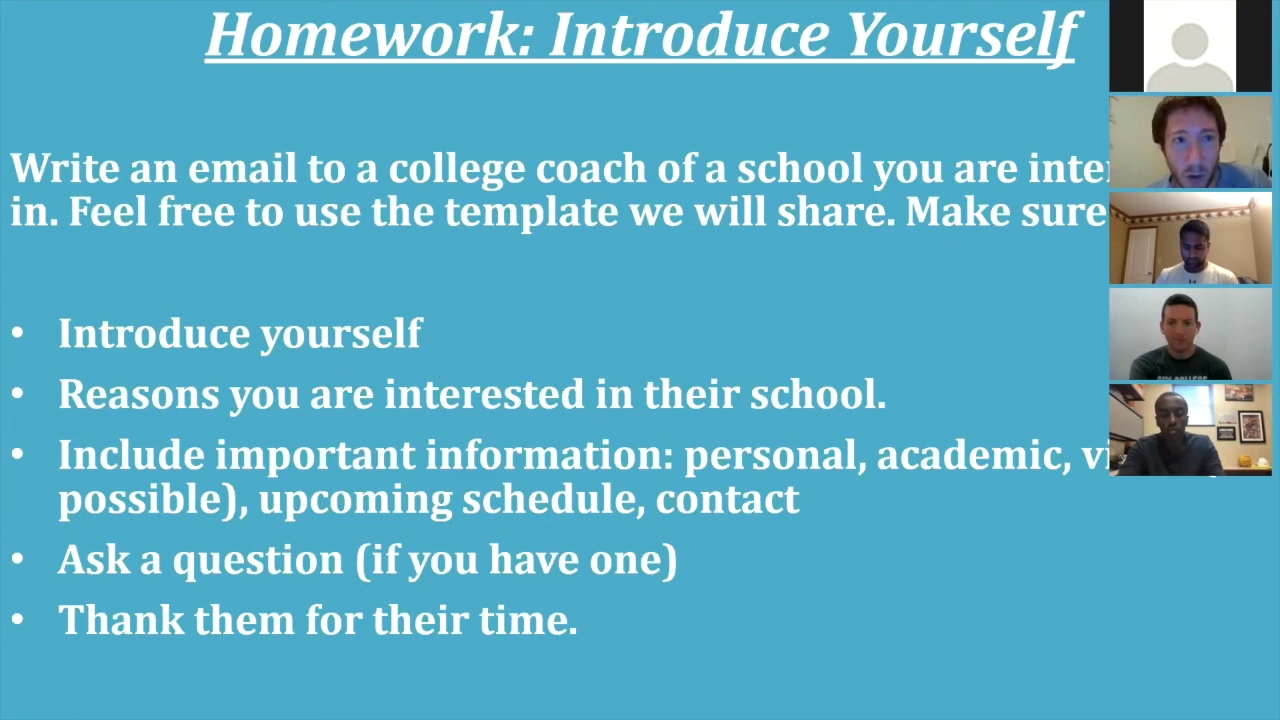 Homework: Introduce Yourself
Write an email to a college coach of a school you are
in. Feel free to use the template we will share. Make sure
• Introduce yourself
• Reasons you are interested in their school.
• Include important information: personal, academic,
possible), upcoming schedule, contact
• Ask a question (if you have one)
• Thank them for their time.